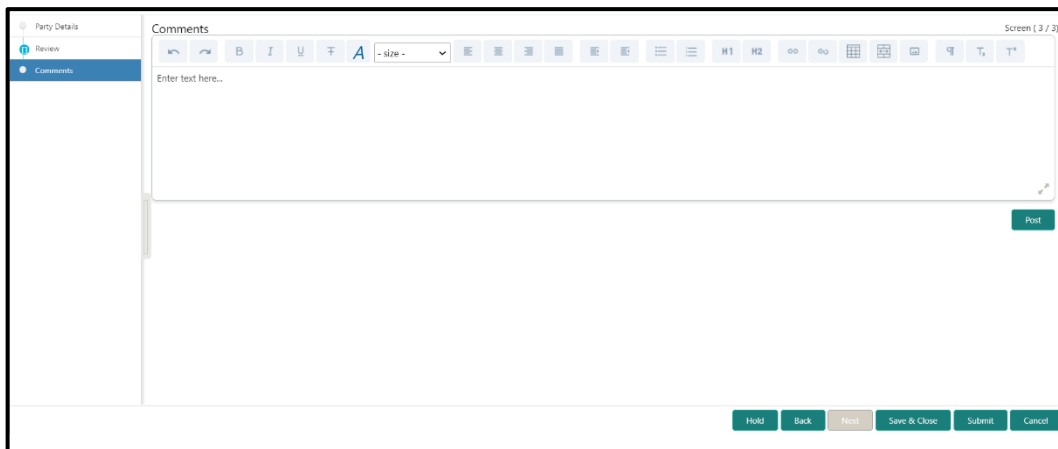 Party Details
Review
Comments
Comments
Screen ( 3 / 3)
B I U T A - size - H1 H2 ¶ T, T"
Enter text here...
Post
Hold Back Next Save & Close Submit Cancel